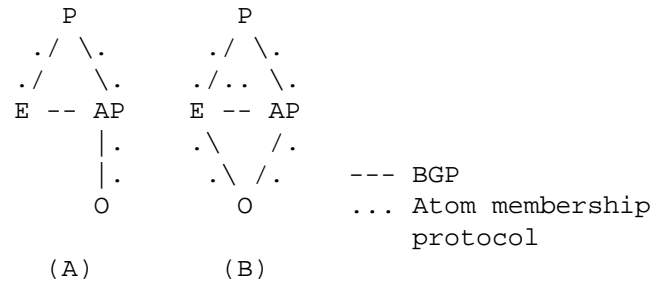 P P
./ \. ./ \.
./ \. ./.. \.
E -- AP E -- AP
|. .\ /.
|. .\ /. --- BGP
O O ... Atom membership
protocol
(A) (B)